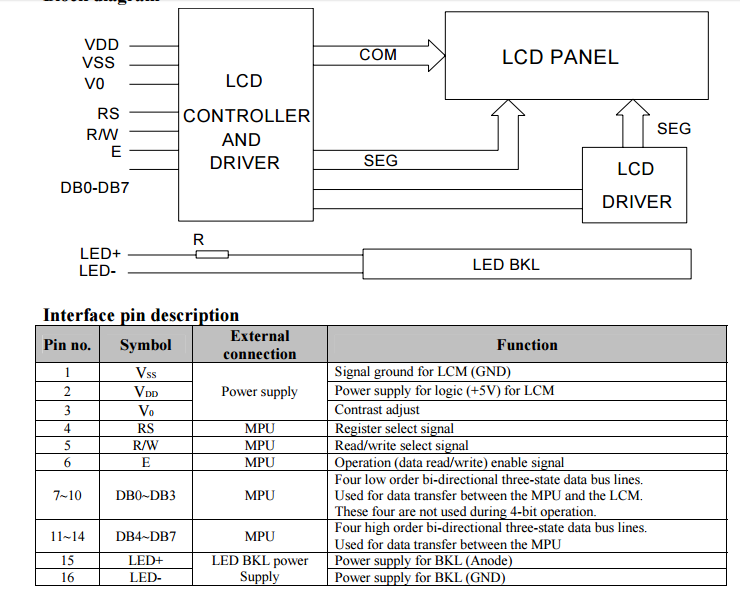 VDD
VSS
V0
RS
R/W
E
DB0-DB7
LCD
CONTROLLER
AND
DRIVER
COM
SEG
LCD PANEL
SEG
LCD
DRIVER
R
LED+
LED-
LED BKL
Interface pin description
Pin no. Symbol External connection Function
1 VSS Power supply Signal ground for LCM (GND)
2 VDD Power supply for logic (+5V) for LCM
3 V0 Contrast adjust
4 RS MPU Register select signal
5 R/W MPU Read/write select signal
6 E MPU Operation (data read/write) enable signal
7~10 DB0~DB3 MPU Four low order bi-directional three-state data bus lines.
Used for data transfer between the MPU and the LCM.
These four are not used during 4-bit operation.
11~14 DB4~DB7 MPU Four high order bi-directional three-state data bus lines.
Used for data transfer between the MPU
15 LED+ LED BKL power Supply Power supply for BKL (Anode)
16 LED- Power supply for BKL (GND)